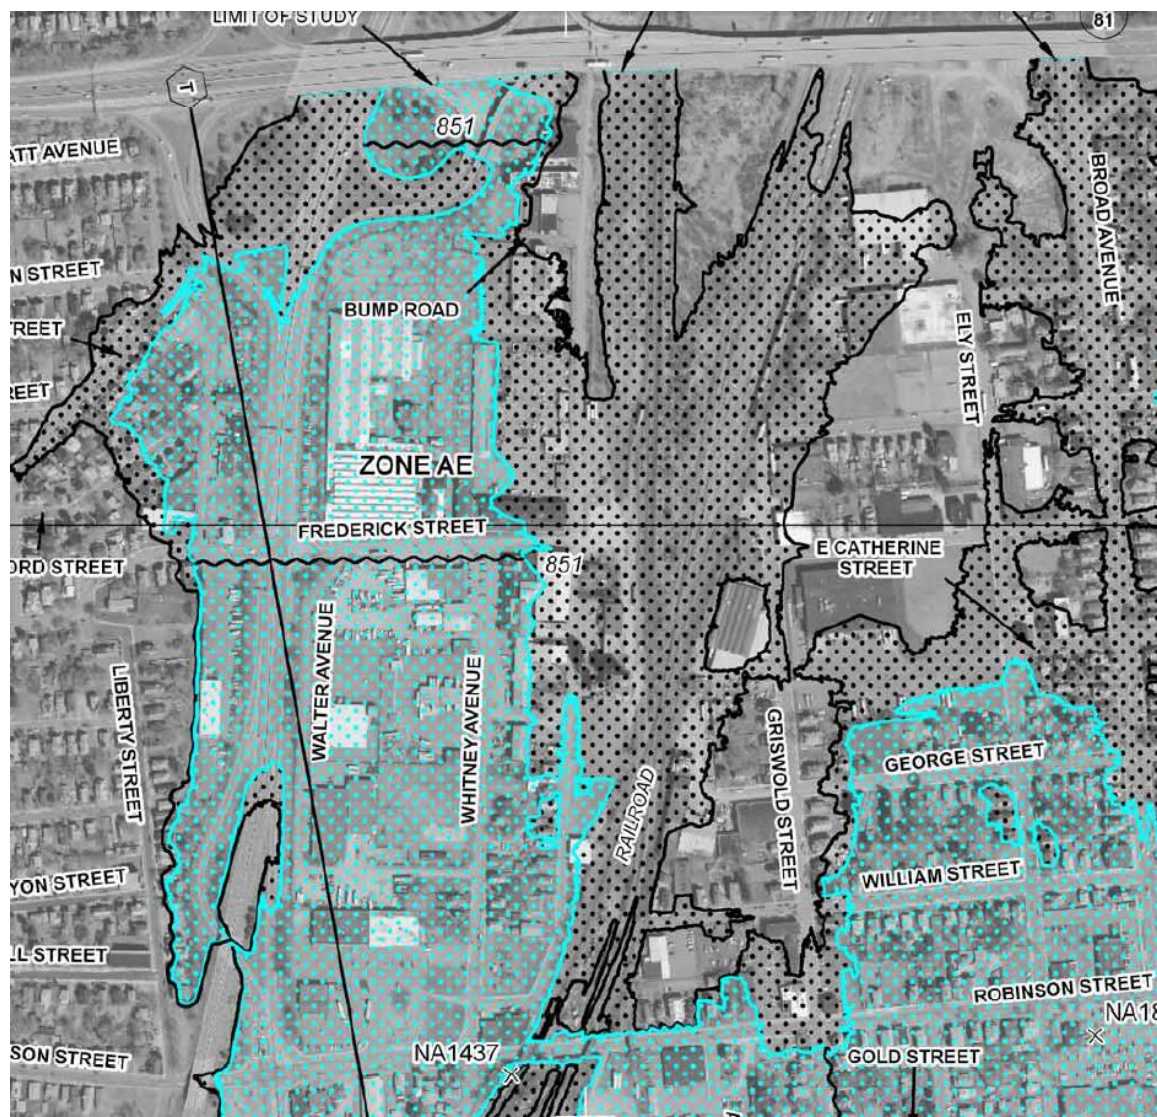 LIMIT OF STUDY
81
T
851
ATT AVENUE
BROAD AVENUE
N STREET
BUMP ROAD
TREET
ELY STREET
REET
ZONE AE
FREDERICK STREET
E CATHERINE
STREET
851
ORD STREET
WALTER AVENUE
LIBERTY STREET
WHITNEY AVENUE
GRISWOLD STREET
GEORGE STREET
RAILROAD
WILLIAM STREET
YON STREET
LL STREET
ROBINSON STREET
NA18
NA1437
GOLD STREET
SON STREET